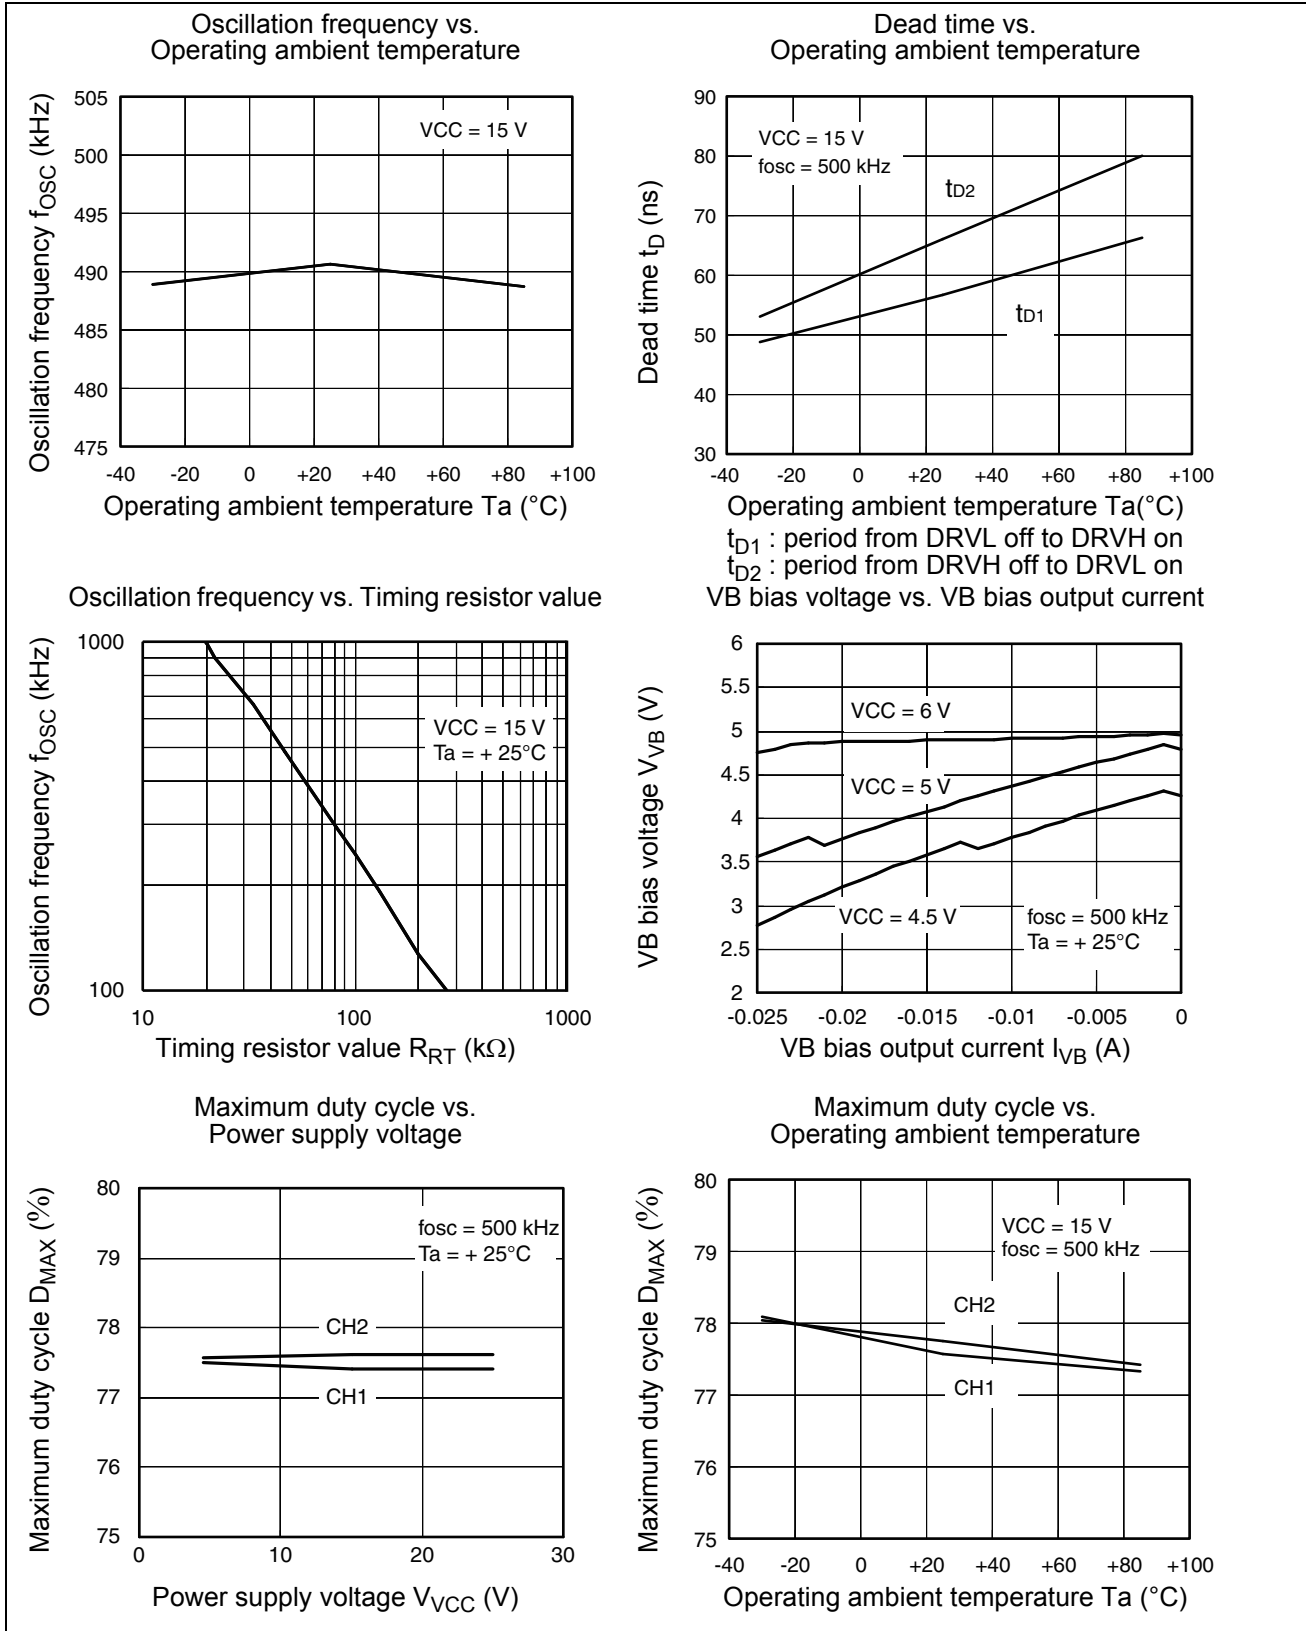 Oscillation frequency vs.
Operating ambient temperature
Oscillation frequency fOSC (kHz)
505
500
495
490
485
480
475
VCC = 15 V
-40 -20 0 +20 +40 +60 +80 +100
Operating ambient temperature Ta (°C)
Dead time vs.
Operating ambient temperature
Dead time tD (ns)
90
80
70
60
50
40
30
VCC = 15 V
fosc = 500 kHz
tD2
tD1
-40 -20 0 +20 +40 +60 +80 +100
Operating ambient temperature Ta(°C)
tD1 : period from DRVL off to DRVH on
tD2 : period from DRVH off to DRVL on
Oscillation frequency vs. Timing resistor value
Oscillation frequency fOSC (kHz)
1000
100
VCC = 15 V
Ta = + 25°C
10 100 1000
Timing resistor value RRT (kΩ)
VB bias voltage vs. VB bias output current
VB bias voltage VVB (V)
6
5.5
5
4.5
4
3.5
3
2.5
2
VCC = 6 V
VCC = 5 V
VCC = 4.5 V
fosc = 500 kHz
Ta = + 25°C
-0.025 -0.02 -0.015 -0.01 -0.005 0
VB bias output current IVB (A)
Maximum duty cycle vs.
Power supply voltage
Maximum duty cycle DMAX (%)
80
79
78
77
76
75
fosc = 500 kHz
Ta = + 25°C
CH2
CH1
0 10 20 30
Power supply voltage VVCC (V)
Maximum duty cycle vs.
Operating ambient temperature
Maximum duty cycle DMAX (%)
80
79
78
77
76
75
VCC = 15 V
fosc = 500 kHz
CH2
CH1
-40 -20 0 +20 +40 +60 +80 +100
Operating ambient temperature Ta (°C)